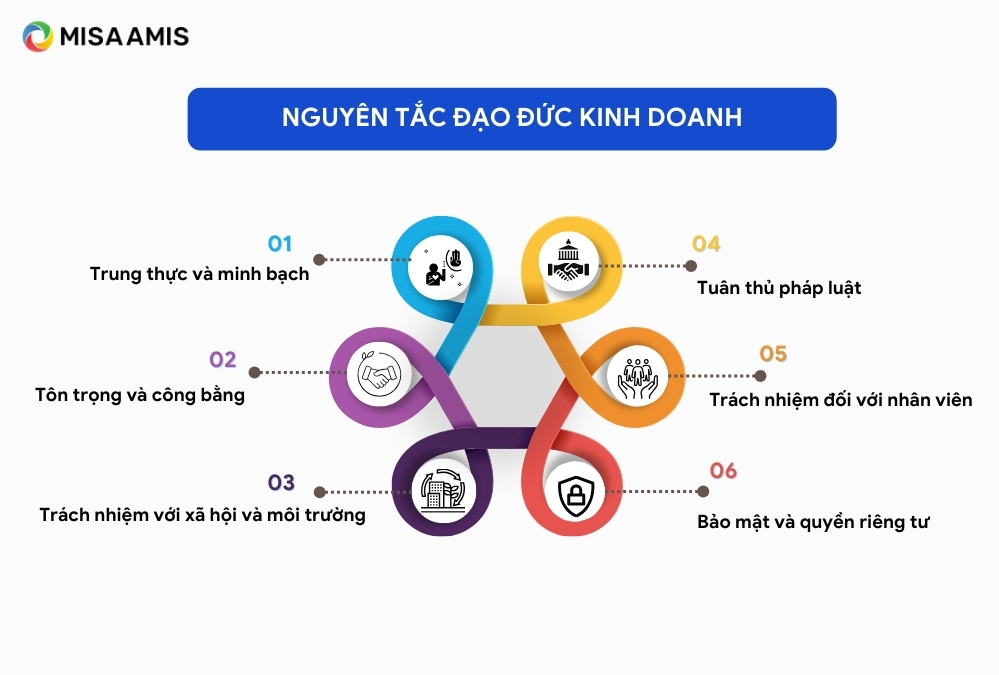 MISA AMIS
NGUYÊN TẮC ĐẠO ĐỨC KINH DOANH
01
Trung thực và minh bạch
02
Tôn trọng và công bằng
03
Trách nhiệm với xã hội và môi trường
04
Tuân thủ pháp luật
05
Trách nhiệm đối với nhân viên
06
Bảo mật và quyền riêng tư